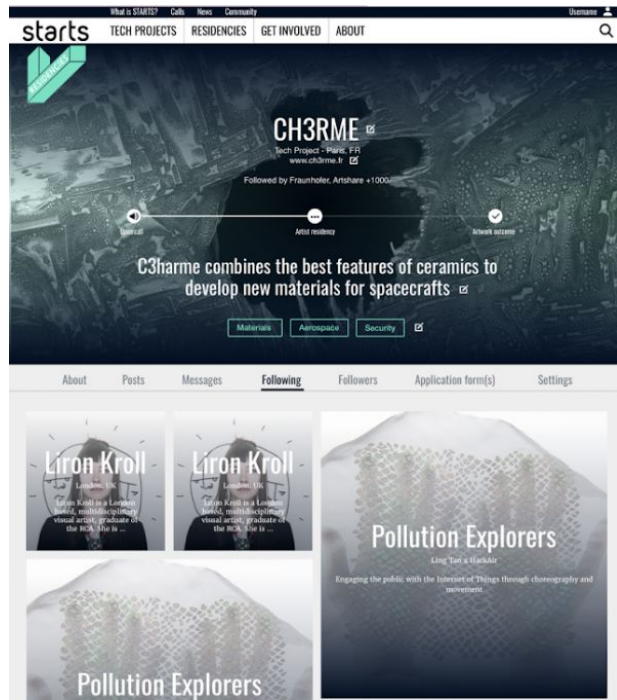 What is STARTS? Calls News Community Username
starts TECH PROJECTS RESIDENCIES GET INVOLVED ABOUT
RESIDENCIES
CH3RME
Tech Project - Paris, FR
www.ch3rme.fr
Followed by Fraunhofer, Artshare +1000
Open call Artist residency Artwork outcome
C3harme combines the best features of ceramics to
develop new materials for spacecrafts
Materials Aerospace Security
About Posts Messages Following Followers Application form(s) Settings
Liron Kroll
London, UK
Liron Kroll is a London
based, multidisciplinary
visual artist, graduate of
the RCA. She is ...
Liron Kroll
London, UK
Liron Kroll is a London
based, multidisciplinary
visual artist, graduate of
the RCA. She is ...
Pollution Explorers
Ling Tan x HackAir
Engaging the public with the Internet of Things through choreography and
movement
Pollution Explorers